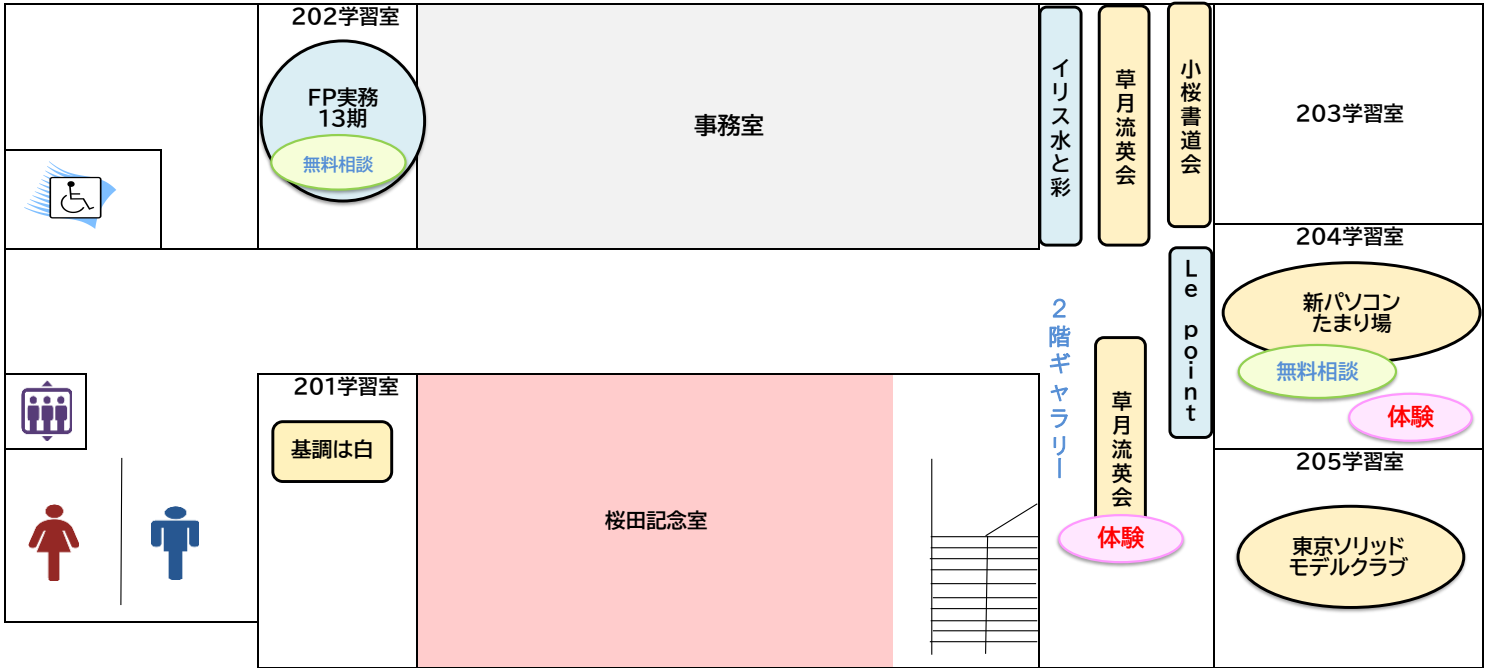 202学習室
FP実務
13期
無料相談
事務室
イリス水と彩
草月流英会
小桜書道会
203学習室
204学習室
新パソコン
たまり場
無料相談
体験
Le point
2階ギャラリー
草月流英会
体験
201学習室
基調は白
桜田記念室
205学習室
東京ソリッド
モデルクラブ